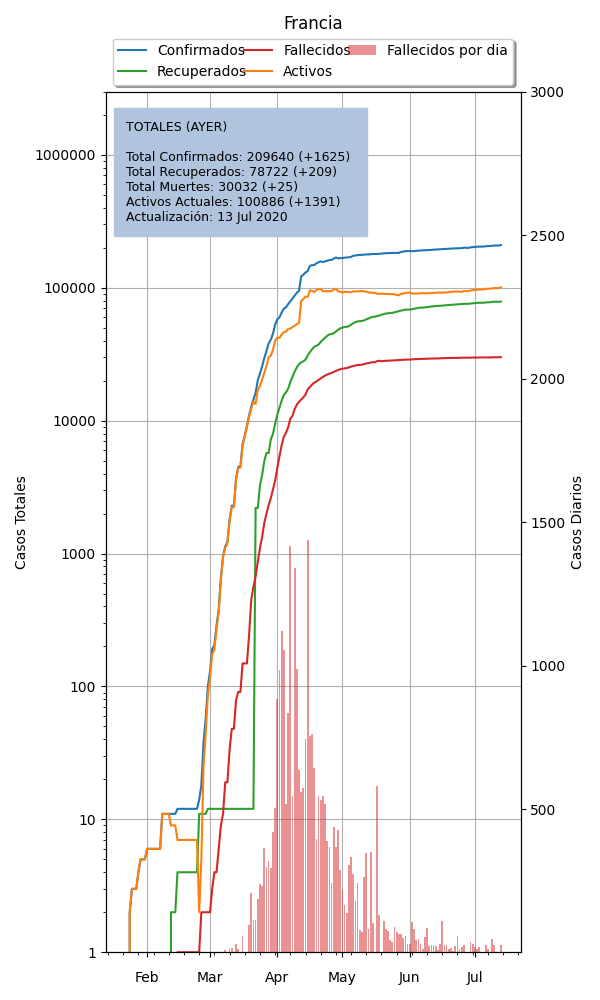 Francia
Confirmados
Fallecidos
Fallecidos por dia
Recuperados
Activos
TOTALES (AYER)
Total Confirmados: 209640 (+1625)
Total Recuperados: 78722 (+209)
Total Muertes: 30032 (+25)
Activos Actuales: 100886 (+1391)
Actualización: 13 Jul 2020
Casos Totales
1000000
100000
10000
1000
100
10
1
3000
2500
2000
1500
1000
500
Casos Diarios
Feb Mar Apr May Jun Jul